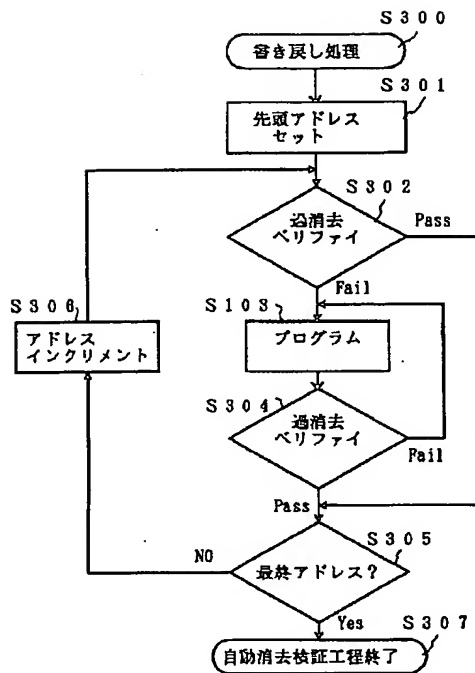 S300
書き戻し処理
S301
先頭アドレス
セット
S302
過消去
ベリファイ
Pass
Fail
S306
アドレス
インクリメント
S103
プログラム
S304
過消去
ベリファイ
Fail
Pass
S305
NO
最終アドレス?
Yes
S307
自動消去検証工程終了